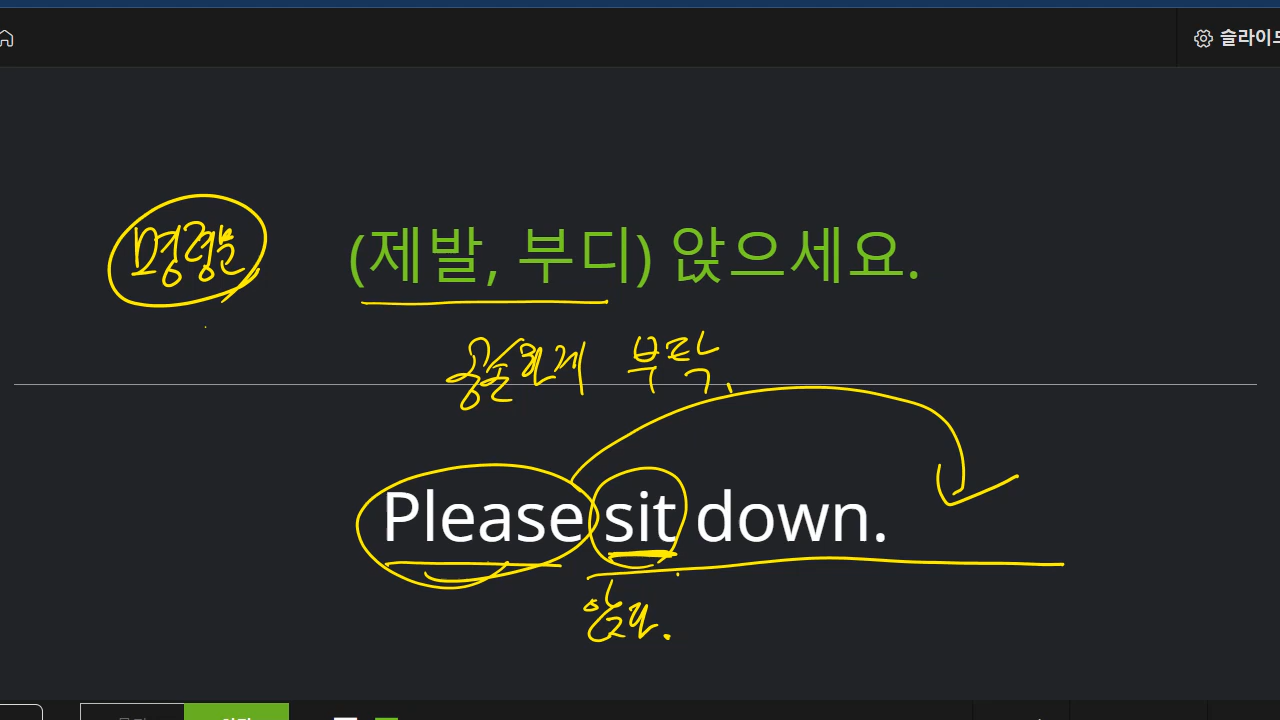 슬라이드
명령문
(제발, 부디) 앉으세요.
공손하게 부탁.
Please sit down.
앉다.